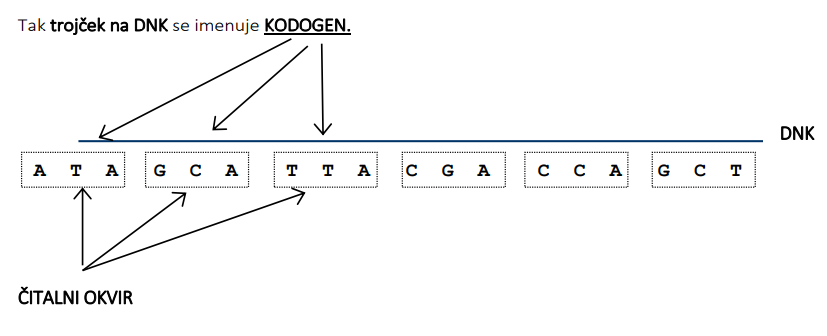 Tak trojček na DNK se imenuje KODOGEN.
DNK
A T A G C A T T A C G A C C A G C T
ČITALNI OKVIR